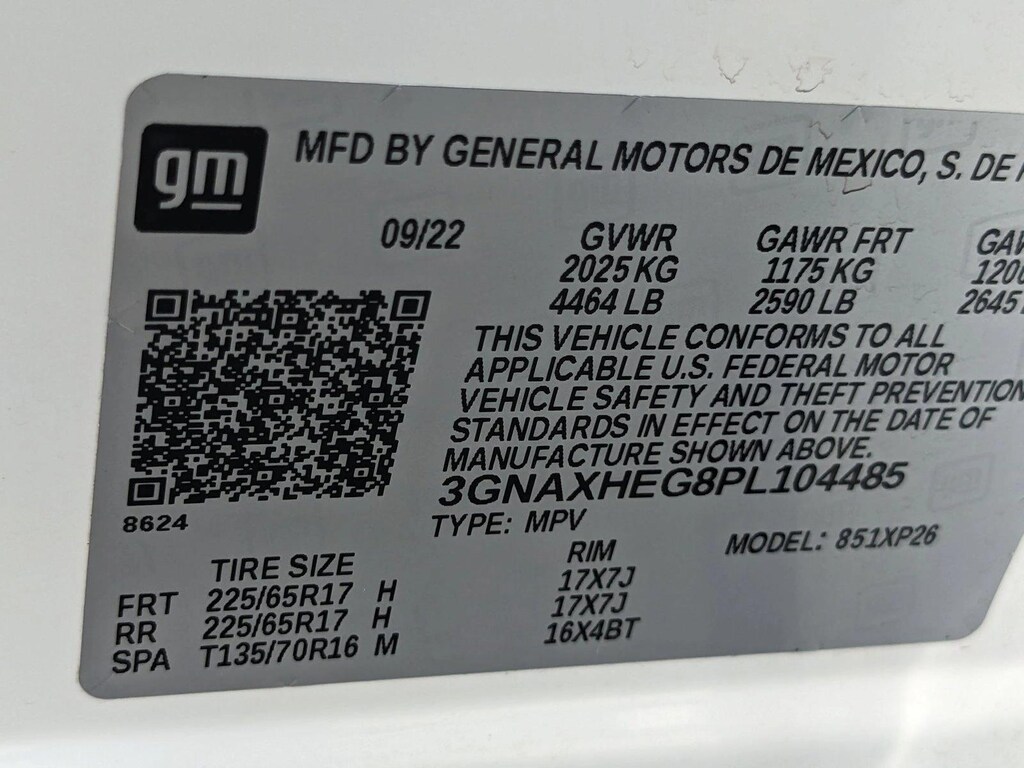 gm
MFD BY GENERAL MOTORS DE MEXICO, S. DE
09/22 GVWR GAWR FRT
2025 KG 1175 KG
4464 LB 2590 LB 2645
THIS VEHICLE CONFORMS TO ALL
APPLICABLE U.S. FEDERAL MOTOR
VEHICLE SAFETY AND THEFT PREVENTION
STANDARDS IN EFFECT ON THE DATE OF
MANUFACTURE SHOWN ABOVE.
3GNAXHEG8PL104485
8624
TYPE: MPV MODEL: 851XP26
TIRE SIZE RIM
FRT 225/65R17 H 17X7J
RR 225/65R17 H 17X7J
SPA T135/70R16 M 16X4BT